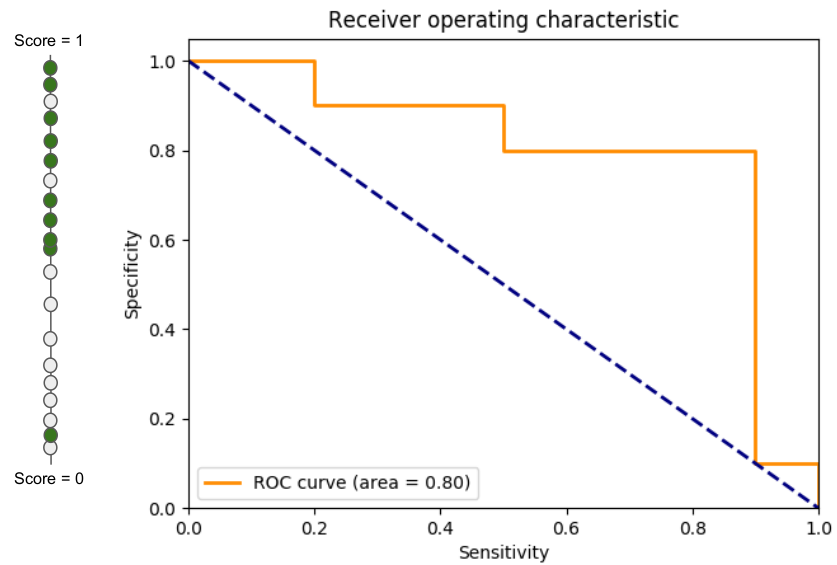 Receiver operating characteristic
Score = 1
1.0
0.8
0.6
0.4
0.2
0.0
Specificity
ROC curve (area = 0.80)
Score = 0
0.0 0.2 0.4 0.6 0.8 1.0
Sensitivity